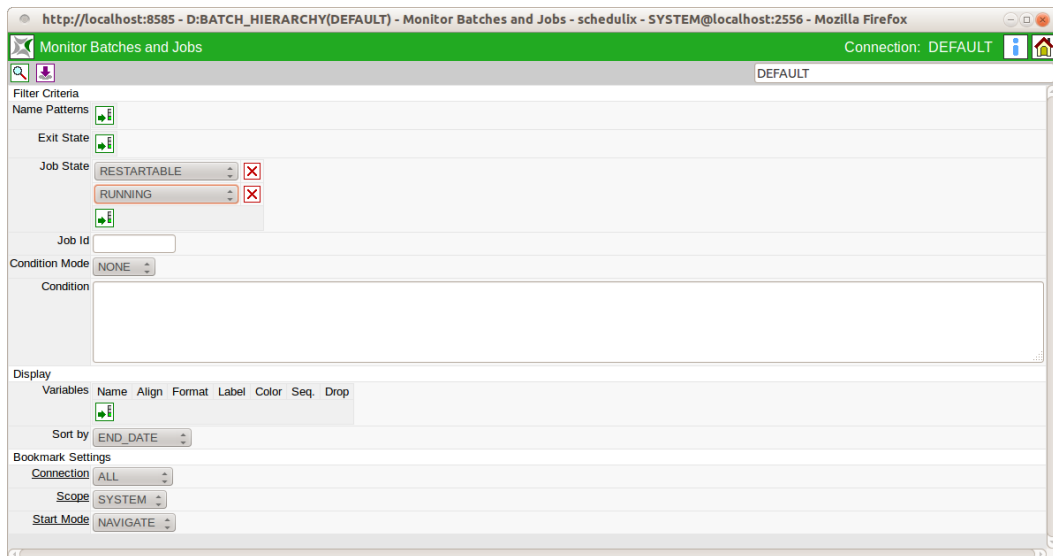 http://localhost:8585 - D:BATCH_HIERARCHY(DEFAULT) - Monitor Batches and Jobs - schedulix - SYSTEM@localhost:2556 - Mozilla Firefox
Monitor Batches and Jobs Connection: DEFAULT
DEFAULT
Filter Criteria
Name Patterns
Exit State
Job State RESTARTABLE
RUNNING
Job Id
Condition Mode NONE
Condition
Display
Variables Name Align Format Label Color Seq. Drop
Sort by END_DATE
Bookmark Settings
Connection ALL
Scope SYSTEM
Start Mode NAVIGATE